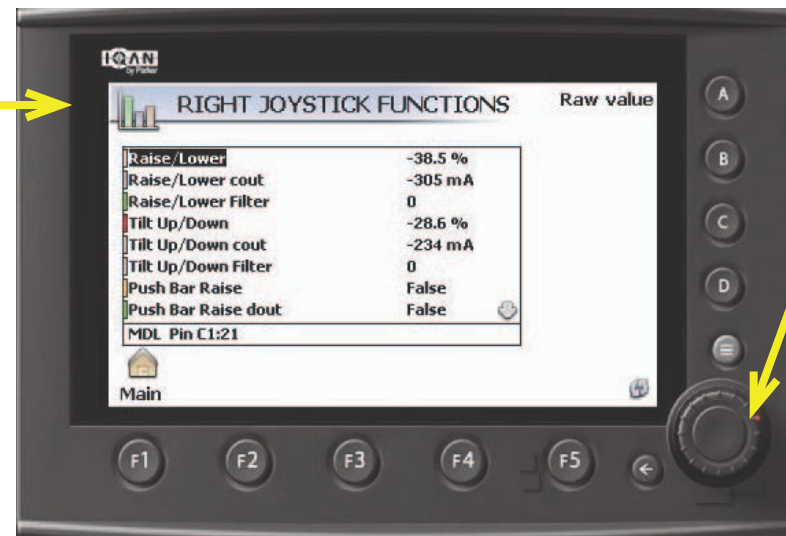 IQAN
by Parker
RIGHT JOYSTICK FUNCTIONS Raw value
Raise/Lower -38.5 %
Raise/Lower cout -305 mA
Raise/Lower Filter 0
Tilt Up/Down -28.6 %
Tilt Up/Down cout -234 mA
Tilt Up/Down Filter 0
Push Bar Raise False
Push Bar Raise dout False
MDL Pin C1:21
Main
A
B
C
D
F1 F2 F3 F4 F5